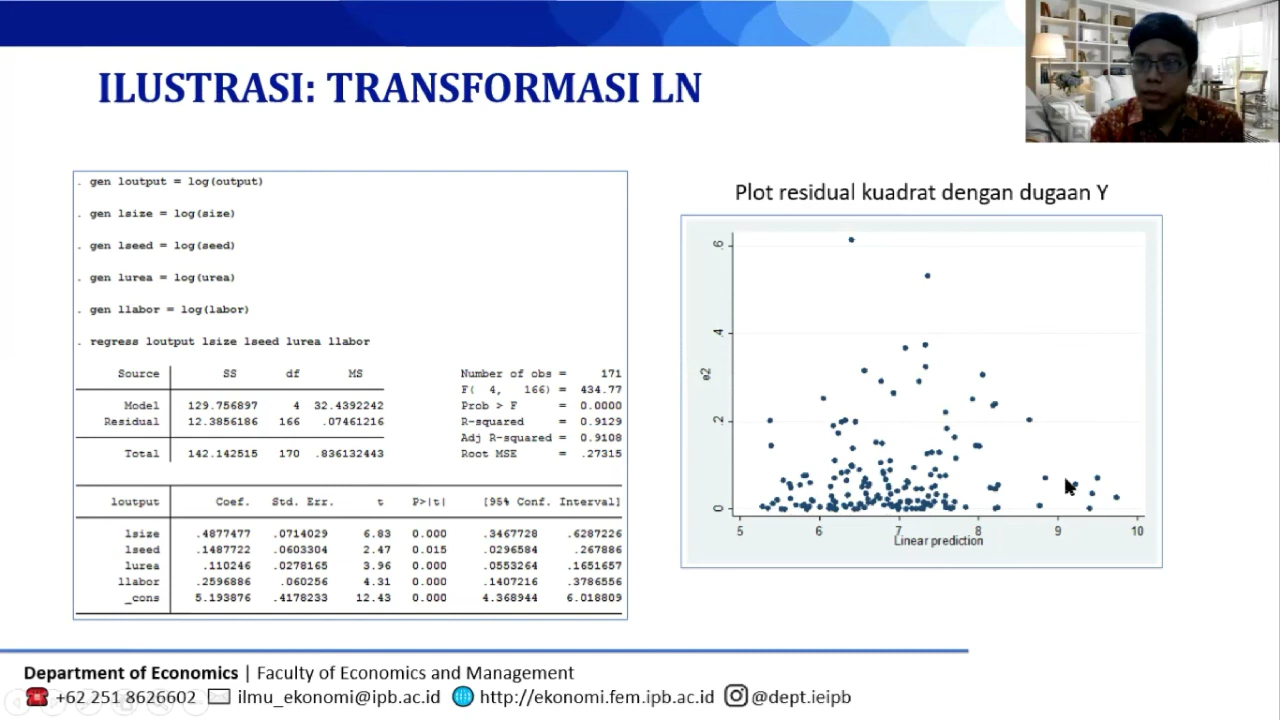 ILUSTRASI: TRANSFORMASI LN
. gen loutput = log(output)
. gen lsize = log(size)
. gen lseed = log(seed)
. gen lurea = log(urea)
. gen llabor = log(labor)
. regress loutput lsize lseed lurea llabor
Source SS df MS Number of obs = 171
F( 4, 166) = 434.77
Model 129.756897 4 32.4392242 Prob > F = 0.0000
Residual 12.3856186 166 .07461216 R-squared = 0.9129
Adj R-squared = 0.9108
Total 142.142515 170 .836132443 Root MSE = .27315
loutput Coef. Std. Err. t P>|t| [95% Conf. Interval]
lsize .4877477 .0714029 6.83 0.000 .3467728 .6287226
lseed .1487722 .0603304 2.47 0.015 .0296584 .267886
lurea .110246 .0278165 3.96 0.000 .0553264 .1651657
llabor .2596886 .060256 4.31 0.000 .1407216 .3786556
_cons 5.193876 .4178233 12.43 0.000 4.368944 6.018809
Plot residual kuadrat dengan dugaan Y
.6
.4
e2
.2
0
5 6 7 8 9 10
Linear prediction
Department of Economics | Faculty of Economics and Management
+62 251 8626602 ilmu_ekonomi@ipb.ac.id http://ekonomi.fem.ipb.ac.id @dept.ieipb